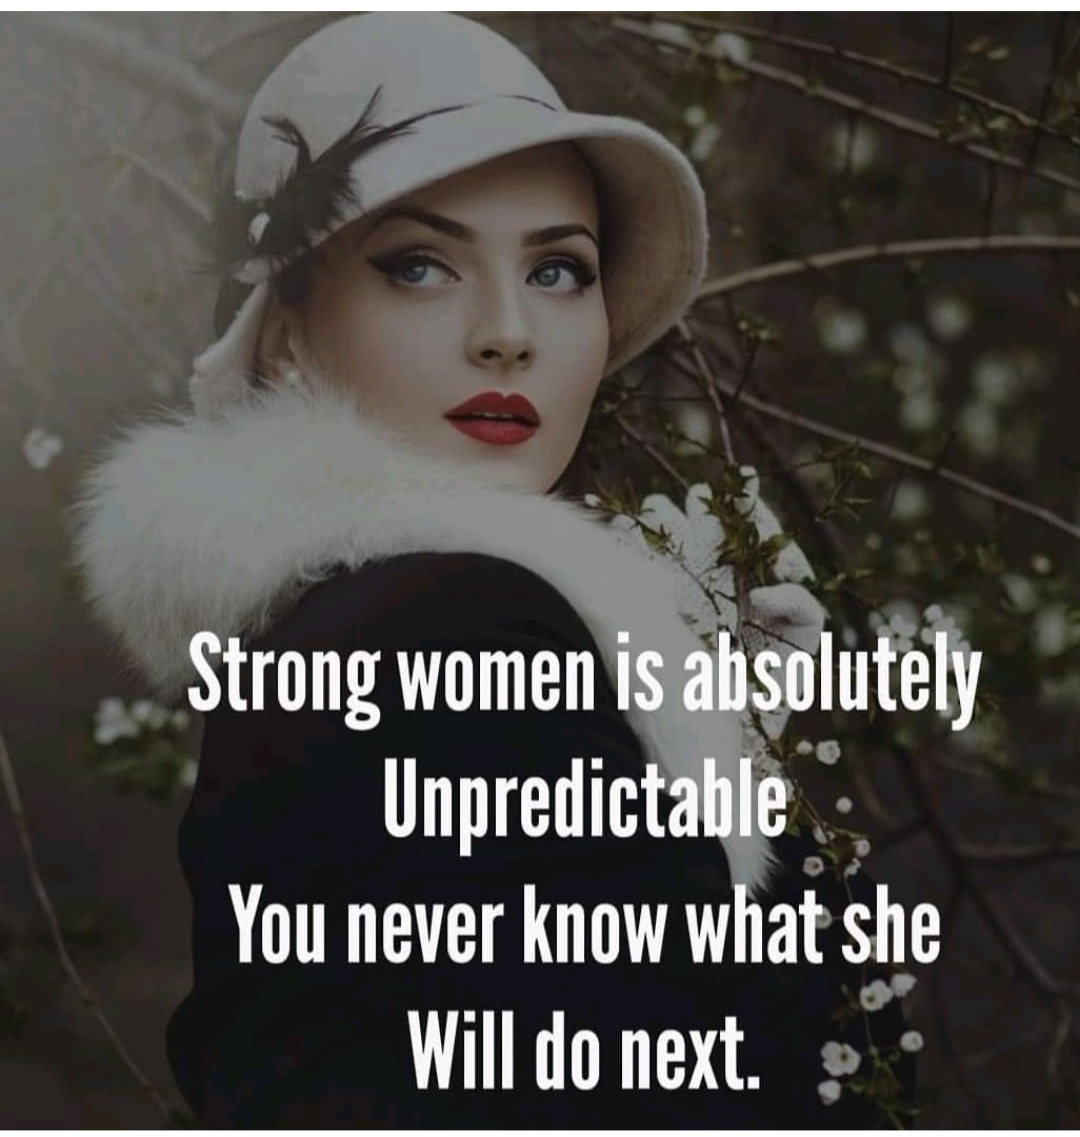 Strong women is absolutely
Unpredictable
You never know what she
Will do next.